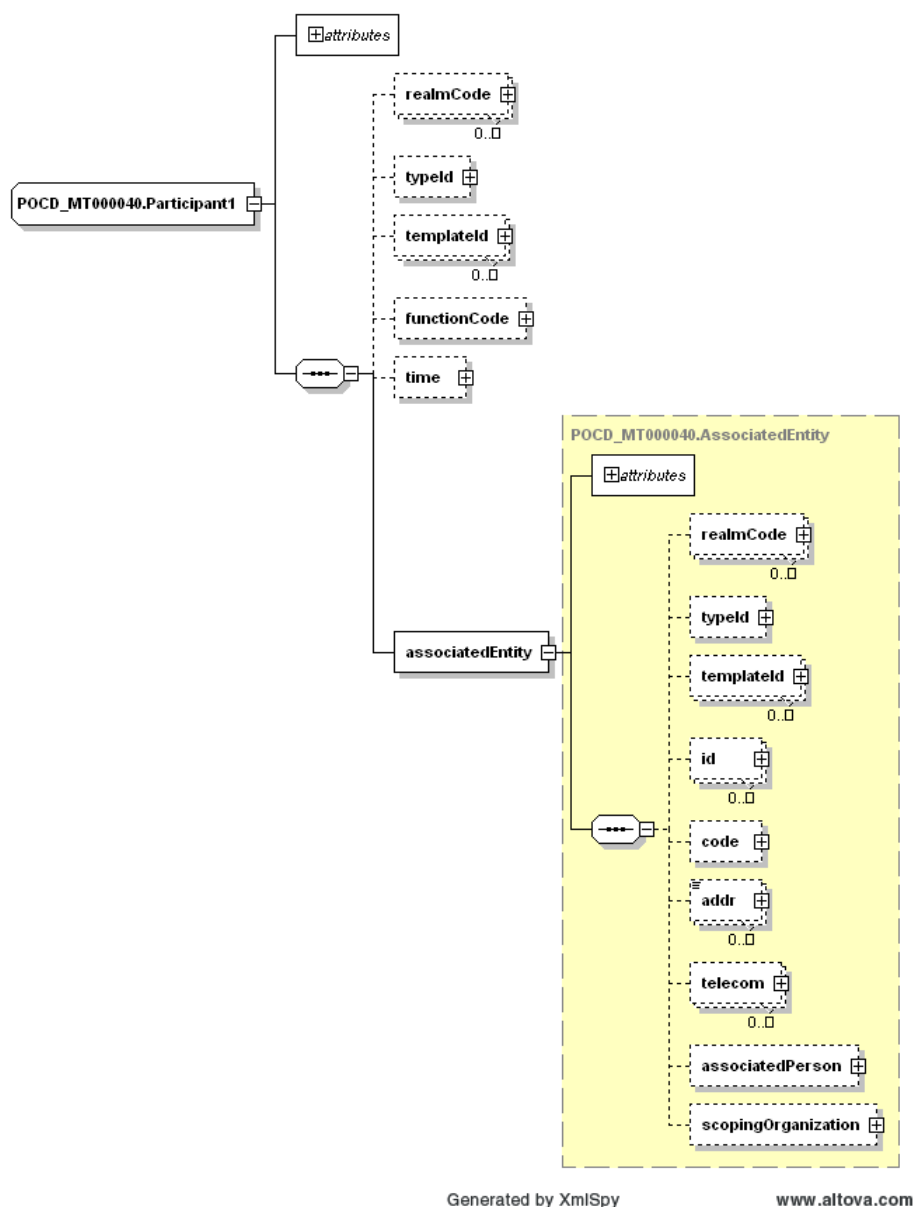 attributes
realmCode
0..
typeId
POCD_MT000040.Participant1
templateId
0..
functionCode
time
POCD_MT000040.AssociatedEntity
attributes
realmCode
0..
typeId
associatedEntity
templateId
0..
id
0..
code
addr
0..
telecom
0..
associatedPerson
scopingOrganization
Generated by XmlSpy www.altova.com